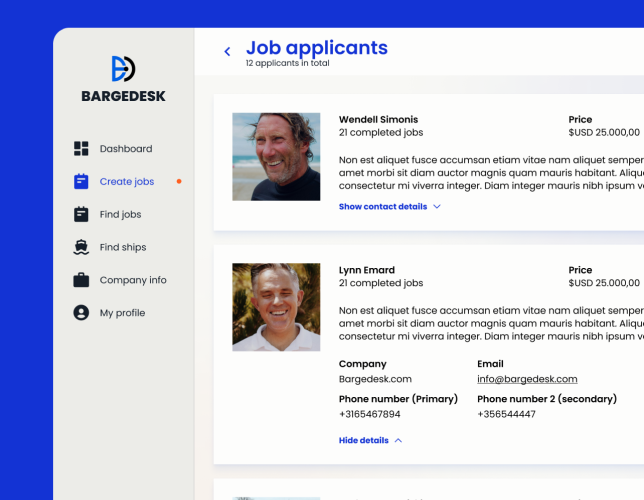 BARGEDESK
Dashboard
Create jobs
Find jobs
Find ships
Company info
My profile
Job applicants
12 applicants in total
Wendell Simonis
21 completed jobs
Price
$USD 25.000,00
Non est aliquet fusce accumsan etiam vitae nam aliquet semper
amet morbi sit diam auctor magnis quam mauris habitant.
consectetur mi viverra integer. Diam integer mauris nibh ipsum
Show contact details
Lynn Emard
21 completed jobs
Price
$USD 25.000,00
Non est aliquet fusce accumsan etiam vitae nam aliquet semper
amet morbi sit diam auctor magnis quam mauris habitant.
consectetur mi viverra integer. Diam integer mauris nibh ipsum
Company
Bargedesk.com
Email
info@bargedesk.com
Phone number (Primary)
+3165467894
Phone number 2 (secondary)
+356544447
Hide details